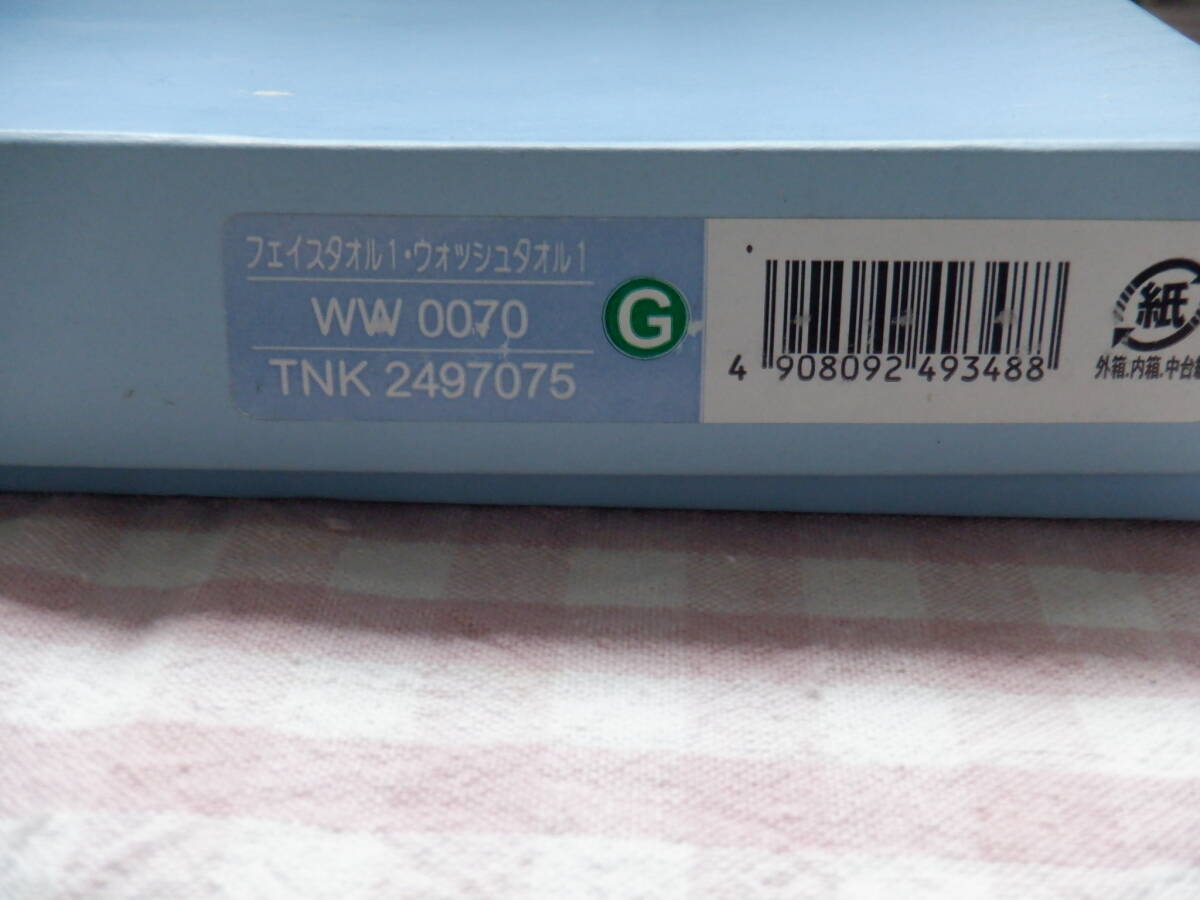 フェイスタオル1・ウォッシュタオル1
WW 0070
TNK 2497075
G
4 908092 493488
紙
外箱、内箱、中台紙